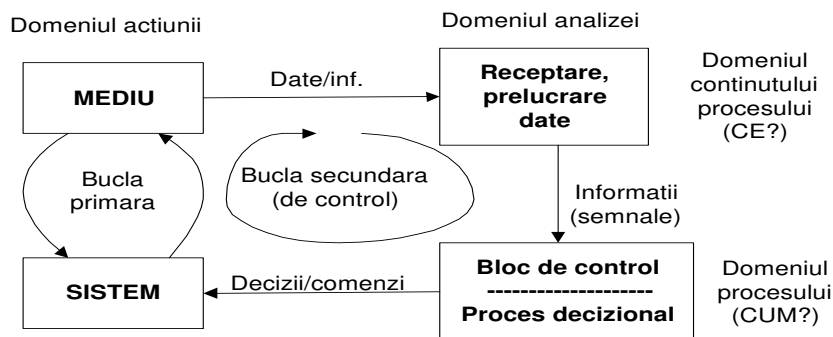 Domeniul actiunii
Domeniul analizei
MEDIU
Date/inf.
Receptare,
prelucrare
date
Domeniul
continutului
procesului
(CE?)
Bucla
primara
Bucla secundara
(de control)
Informatii
(semnale)
SISTEM
Decizii/comenzi
Bloc de control
--------------------
Proces decizional
Domeniul
procesului
(CUM?)